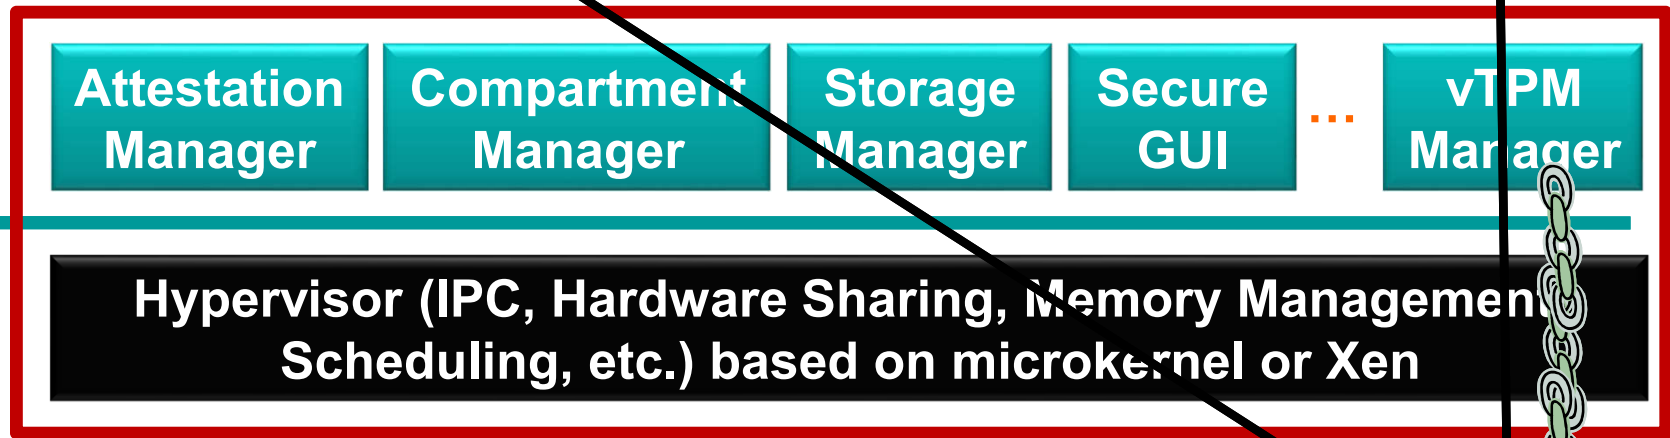 Attestation
Manager
Compartment
Manager
Storage
Manager
Secure
GUI
...
vTPM
Manager
Hypervisor (IPC, Hardware Sharing, Memory Management
Scheduling, etc.) based on microkernel or Xen